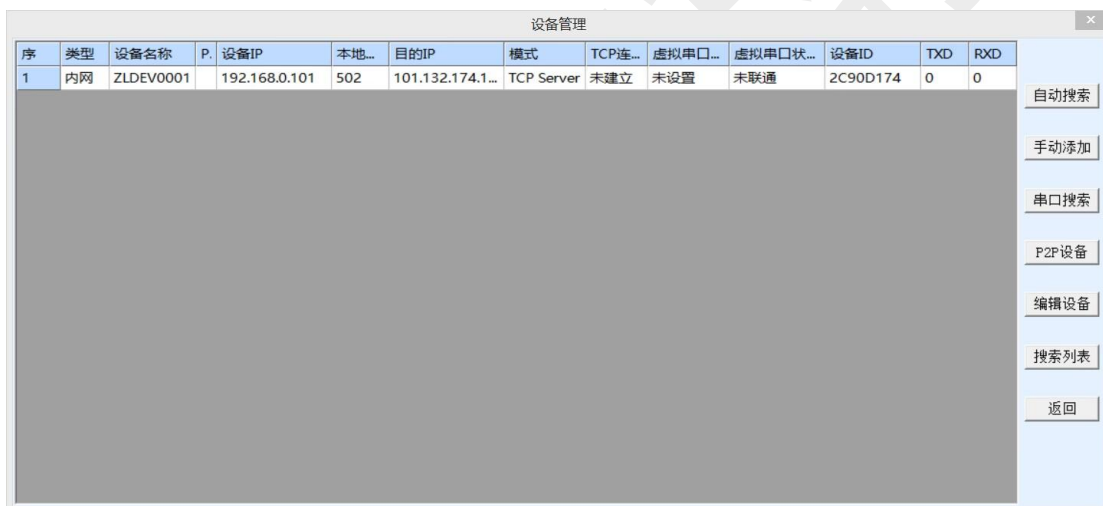 设备管理
序 类型 设备名称 P. 设备IP 本地... 目的IP 模式 TCP连... 虚拟串口... 虚拟串口状... 设备ID TXD RXD
1 内网 ZLDEV0001 192.168.0.101 502 101.132.174.1... TCP Server 未建立 未设置 未联通 2C90D174 0 0
自动搜索
手动添加
串口搜索
P2P设备
编辑设备
搜索列表
返回